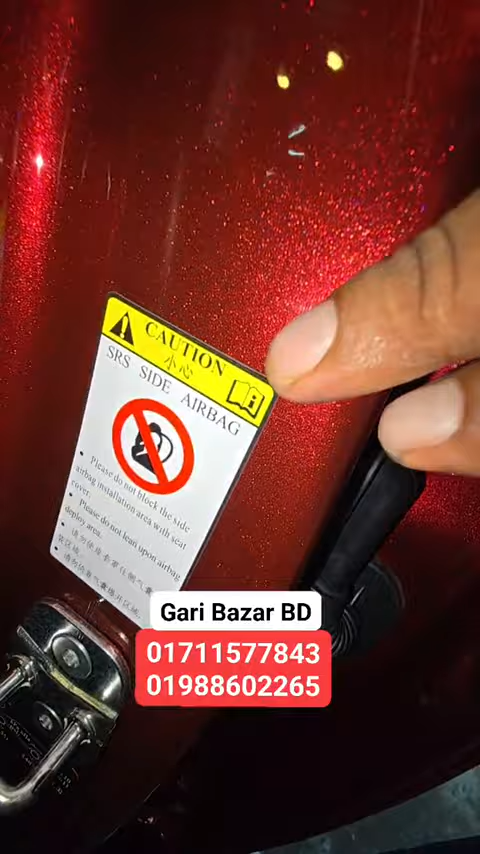 CAUTION
小心
SRS SIDE AIRBAG
• Please do not block the side
airbag installation area with seat
cover.
• Please do not lean upon airbag
deploy area.
Gari Bazar BD
01711577843
01988602265